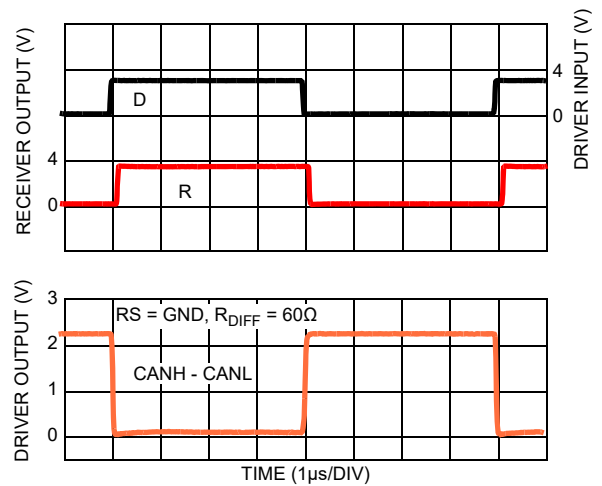 RECEIVER OUTPUT (V)
DRIVER INPUT (V)
D
4
0
4
R
0
DRIVER OUTPUT (V)
3
RS = GND, RDIFF = 60Ω
2
CANH - CANL
1
0
TIME (1µs/DIV)